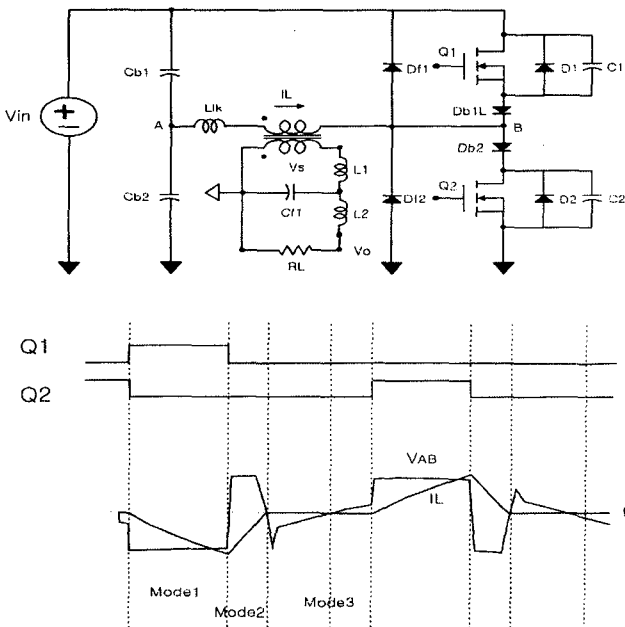 Cb1
Df1
Q1
D1
C1
Vin
A
Llk
IL
Db1L
B
Db2
Cb2
Vs
L1
Cf1
L2
Df2
Q2
D2
C2
RL
Vo
Q1
Q2
VAB
IL
Mode1
Mode2
Mode3